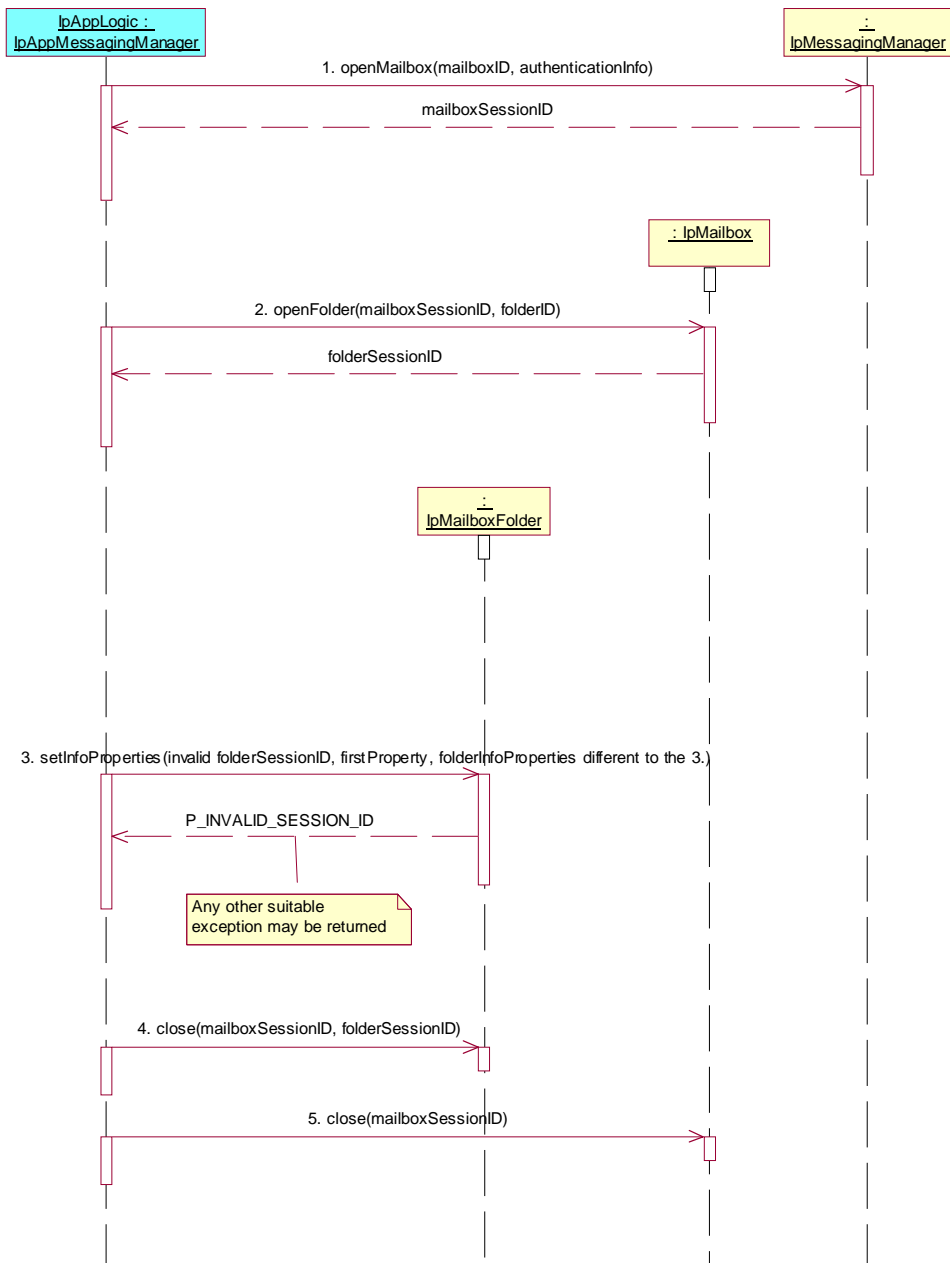 IpAppLogic :
IpAppMessagingManager
:
IpMessagingManager
1. openMailbox(mailboxID, authenticationInfo)
mailboxSessionID
: IpMailbox
2. openFolder(mailboxSessionID, folderID)
folderSessionID
:
IpMailboxFolder
3. setInfoProperties(invalid folderSessionID, firstProperty, folderInfoProperties different to the 3.)
P_INVALID_SESSION_ID
Any other suitable
exception may be returned
4. close(mailboxSessionID, folderSessionID)
5. close(mailboxSessionID)